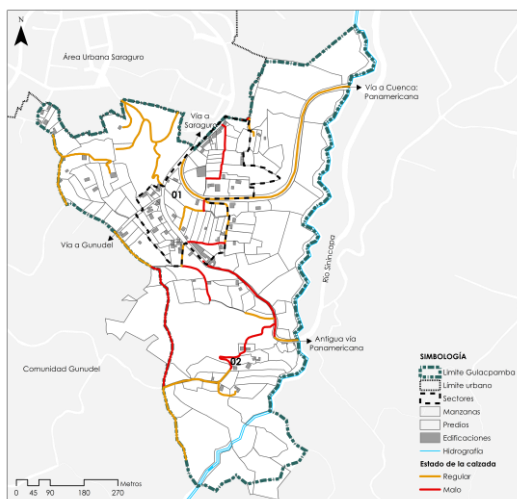 N
Área Urbana Saraguro
Vía a Cuenca:
Panamericana
Vía a
Saraguro
01
Vía a Gunudel
Río Sinincapa
Antigua vía
Panamericana
02
Comunidad Gunudel
SIMBOLOGÍA
Límite Gulacpamba
Límite urbano
Sectores
Manzanas
Predios
Edificaciones
Hidrografía
Estado de la calzada
Regular
Malo
0 45 90 180 270
Metros